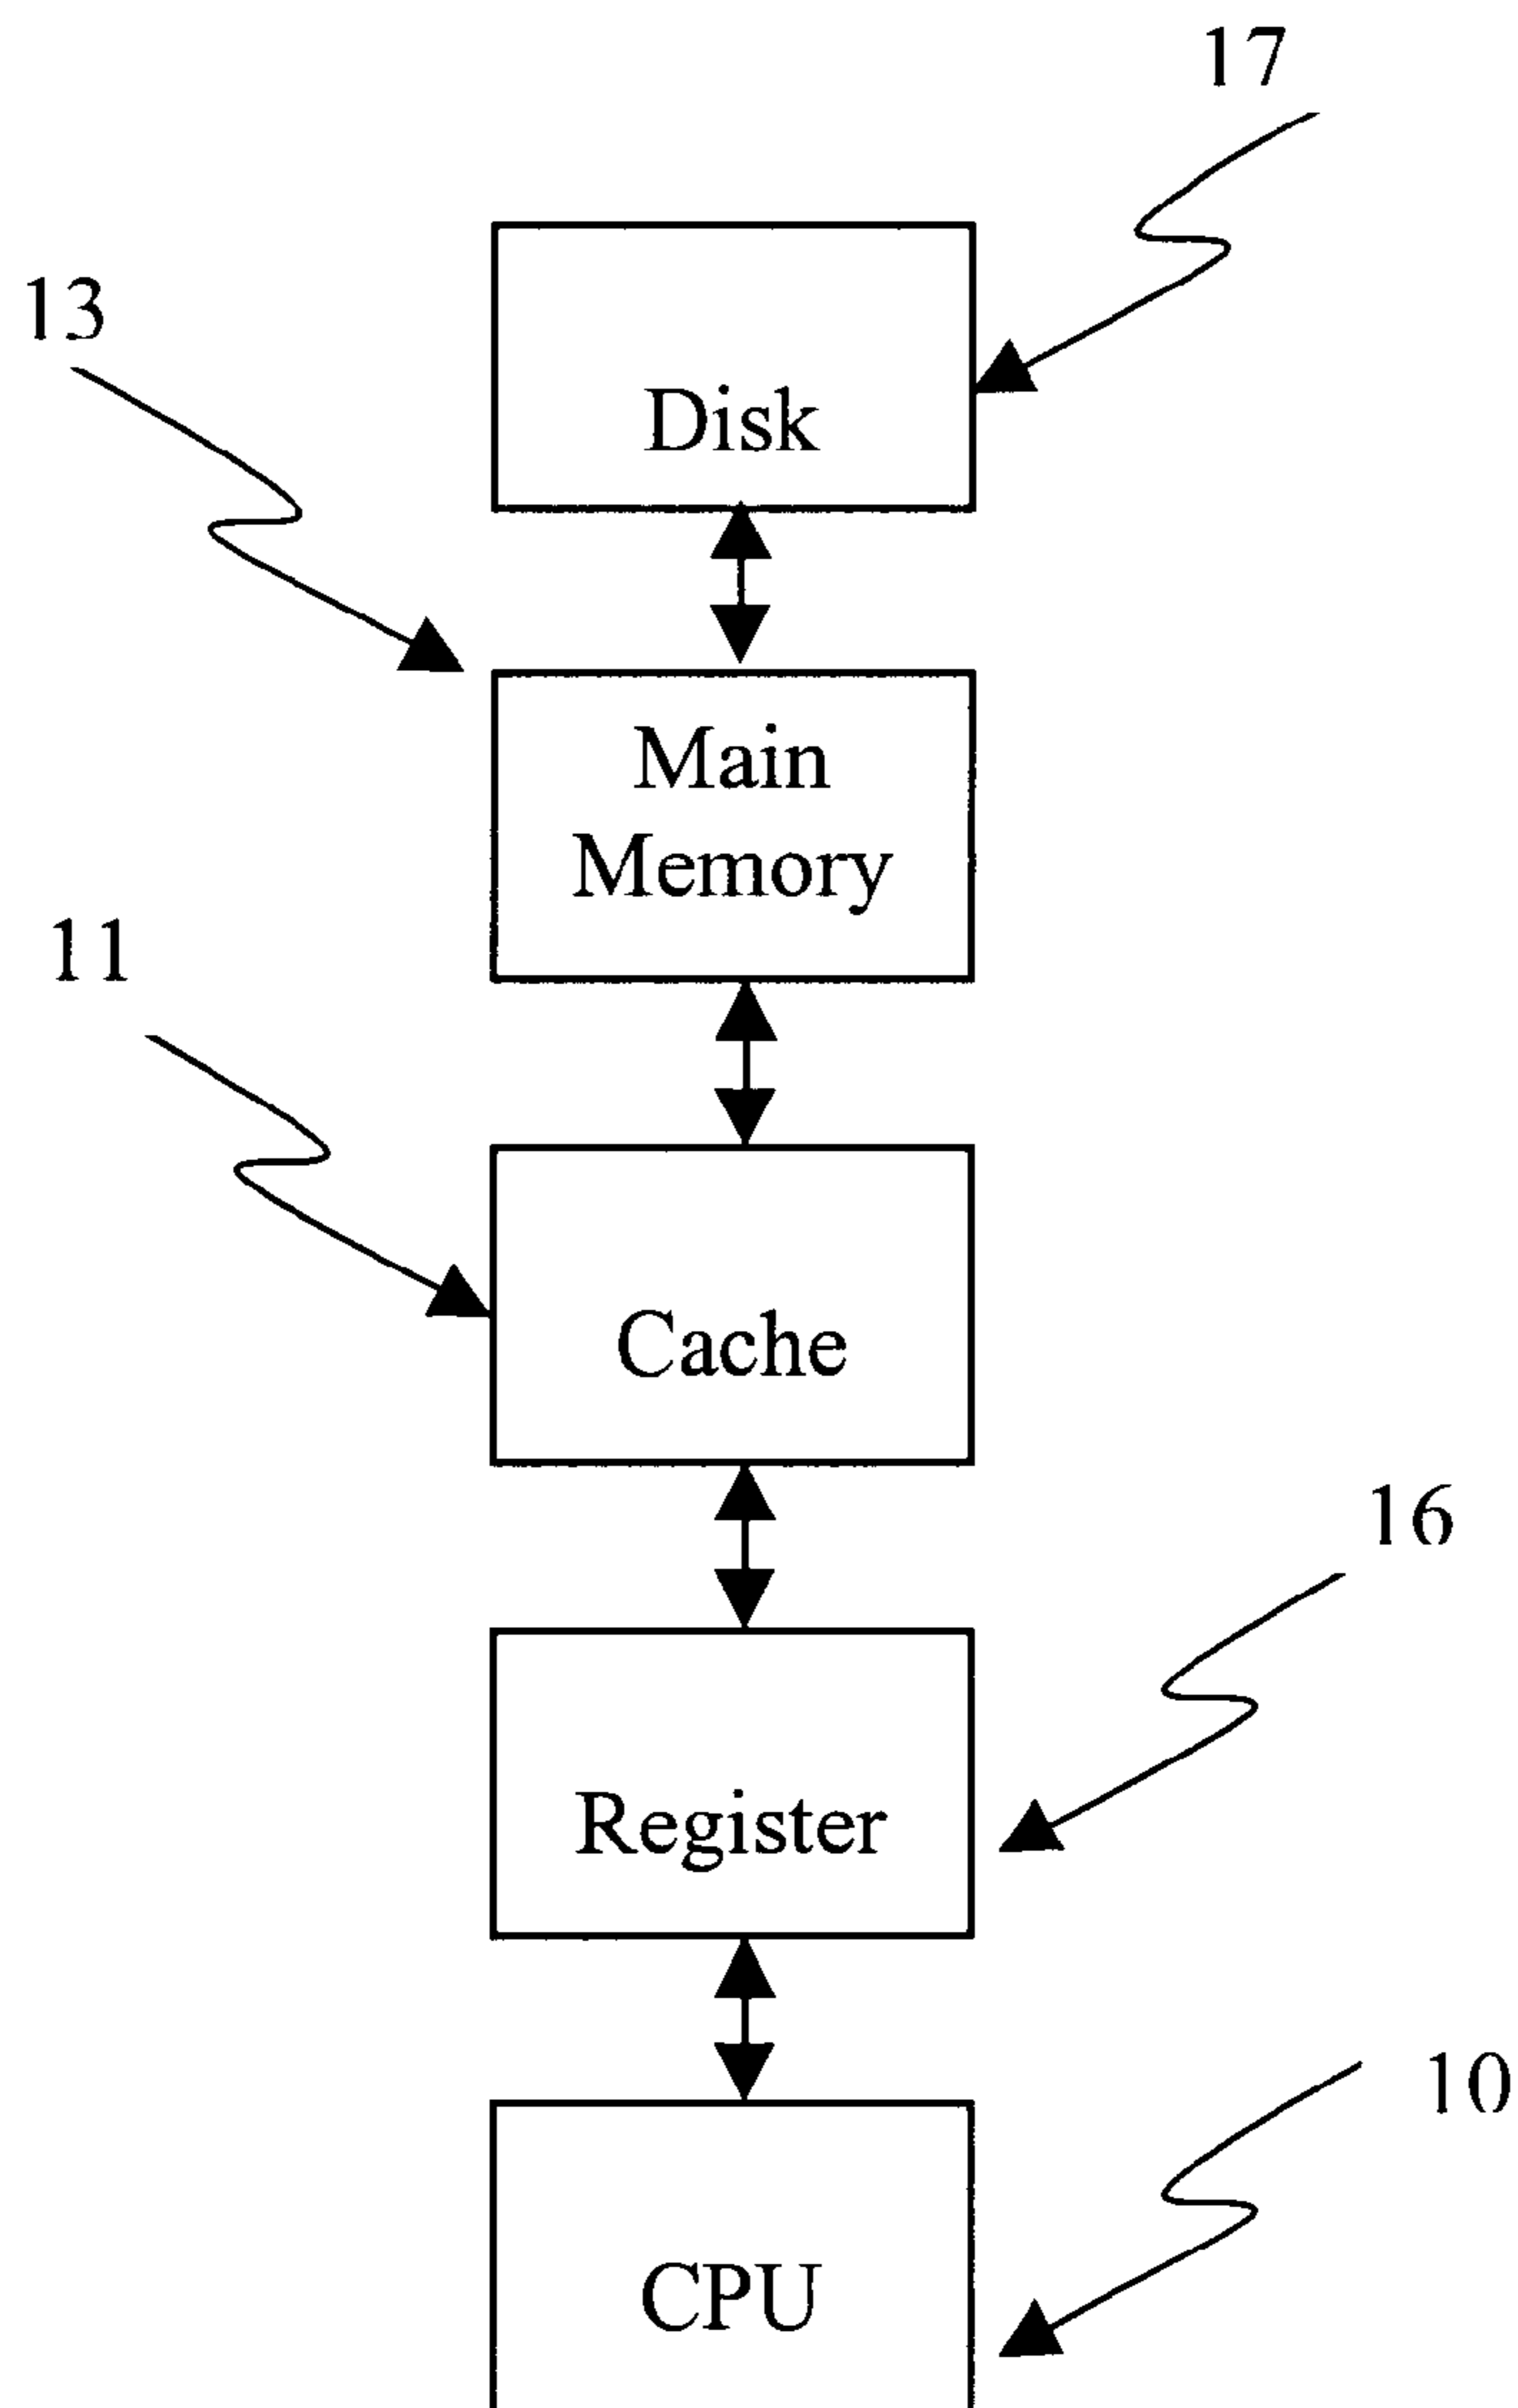 17
13
Disk
Main
Memory
11
Cache
16
Register
10
CPU